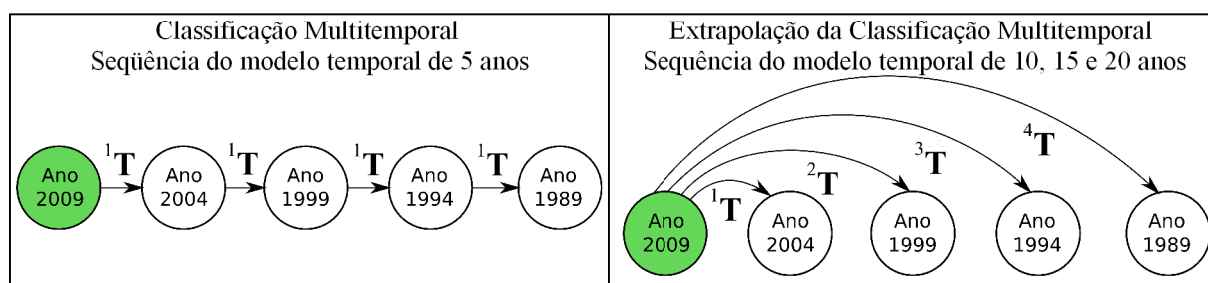 Classificação Multitemporal
Seqüência do modelo temporal de 5 anos
Ano
2009
¹T
Ano
2004
¹T
Ano
1999
¹T
Ano
1994
¹T
Ano
1989
Extrapolação da Classificação Multitemporal
Sequência do modelo temporal de 10, 15 e 20 anos
Ano
2009
¹T
Ano
2004
²T
Ano
1999
³T
Ano
1994
⁴T
Ano
1989